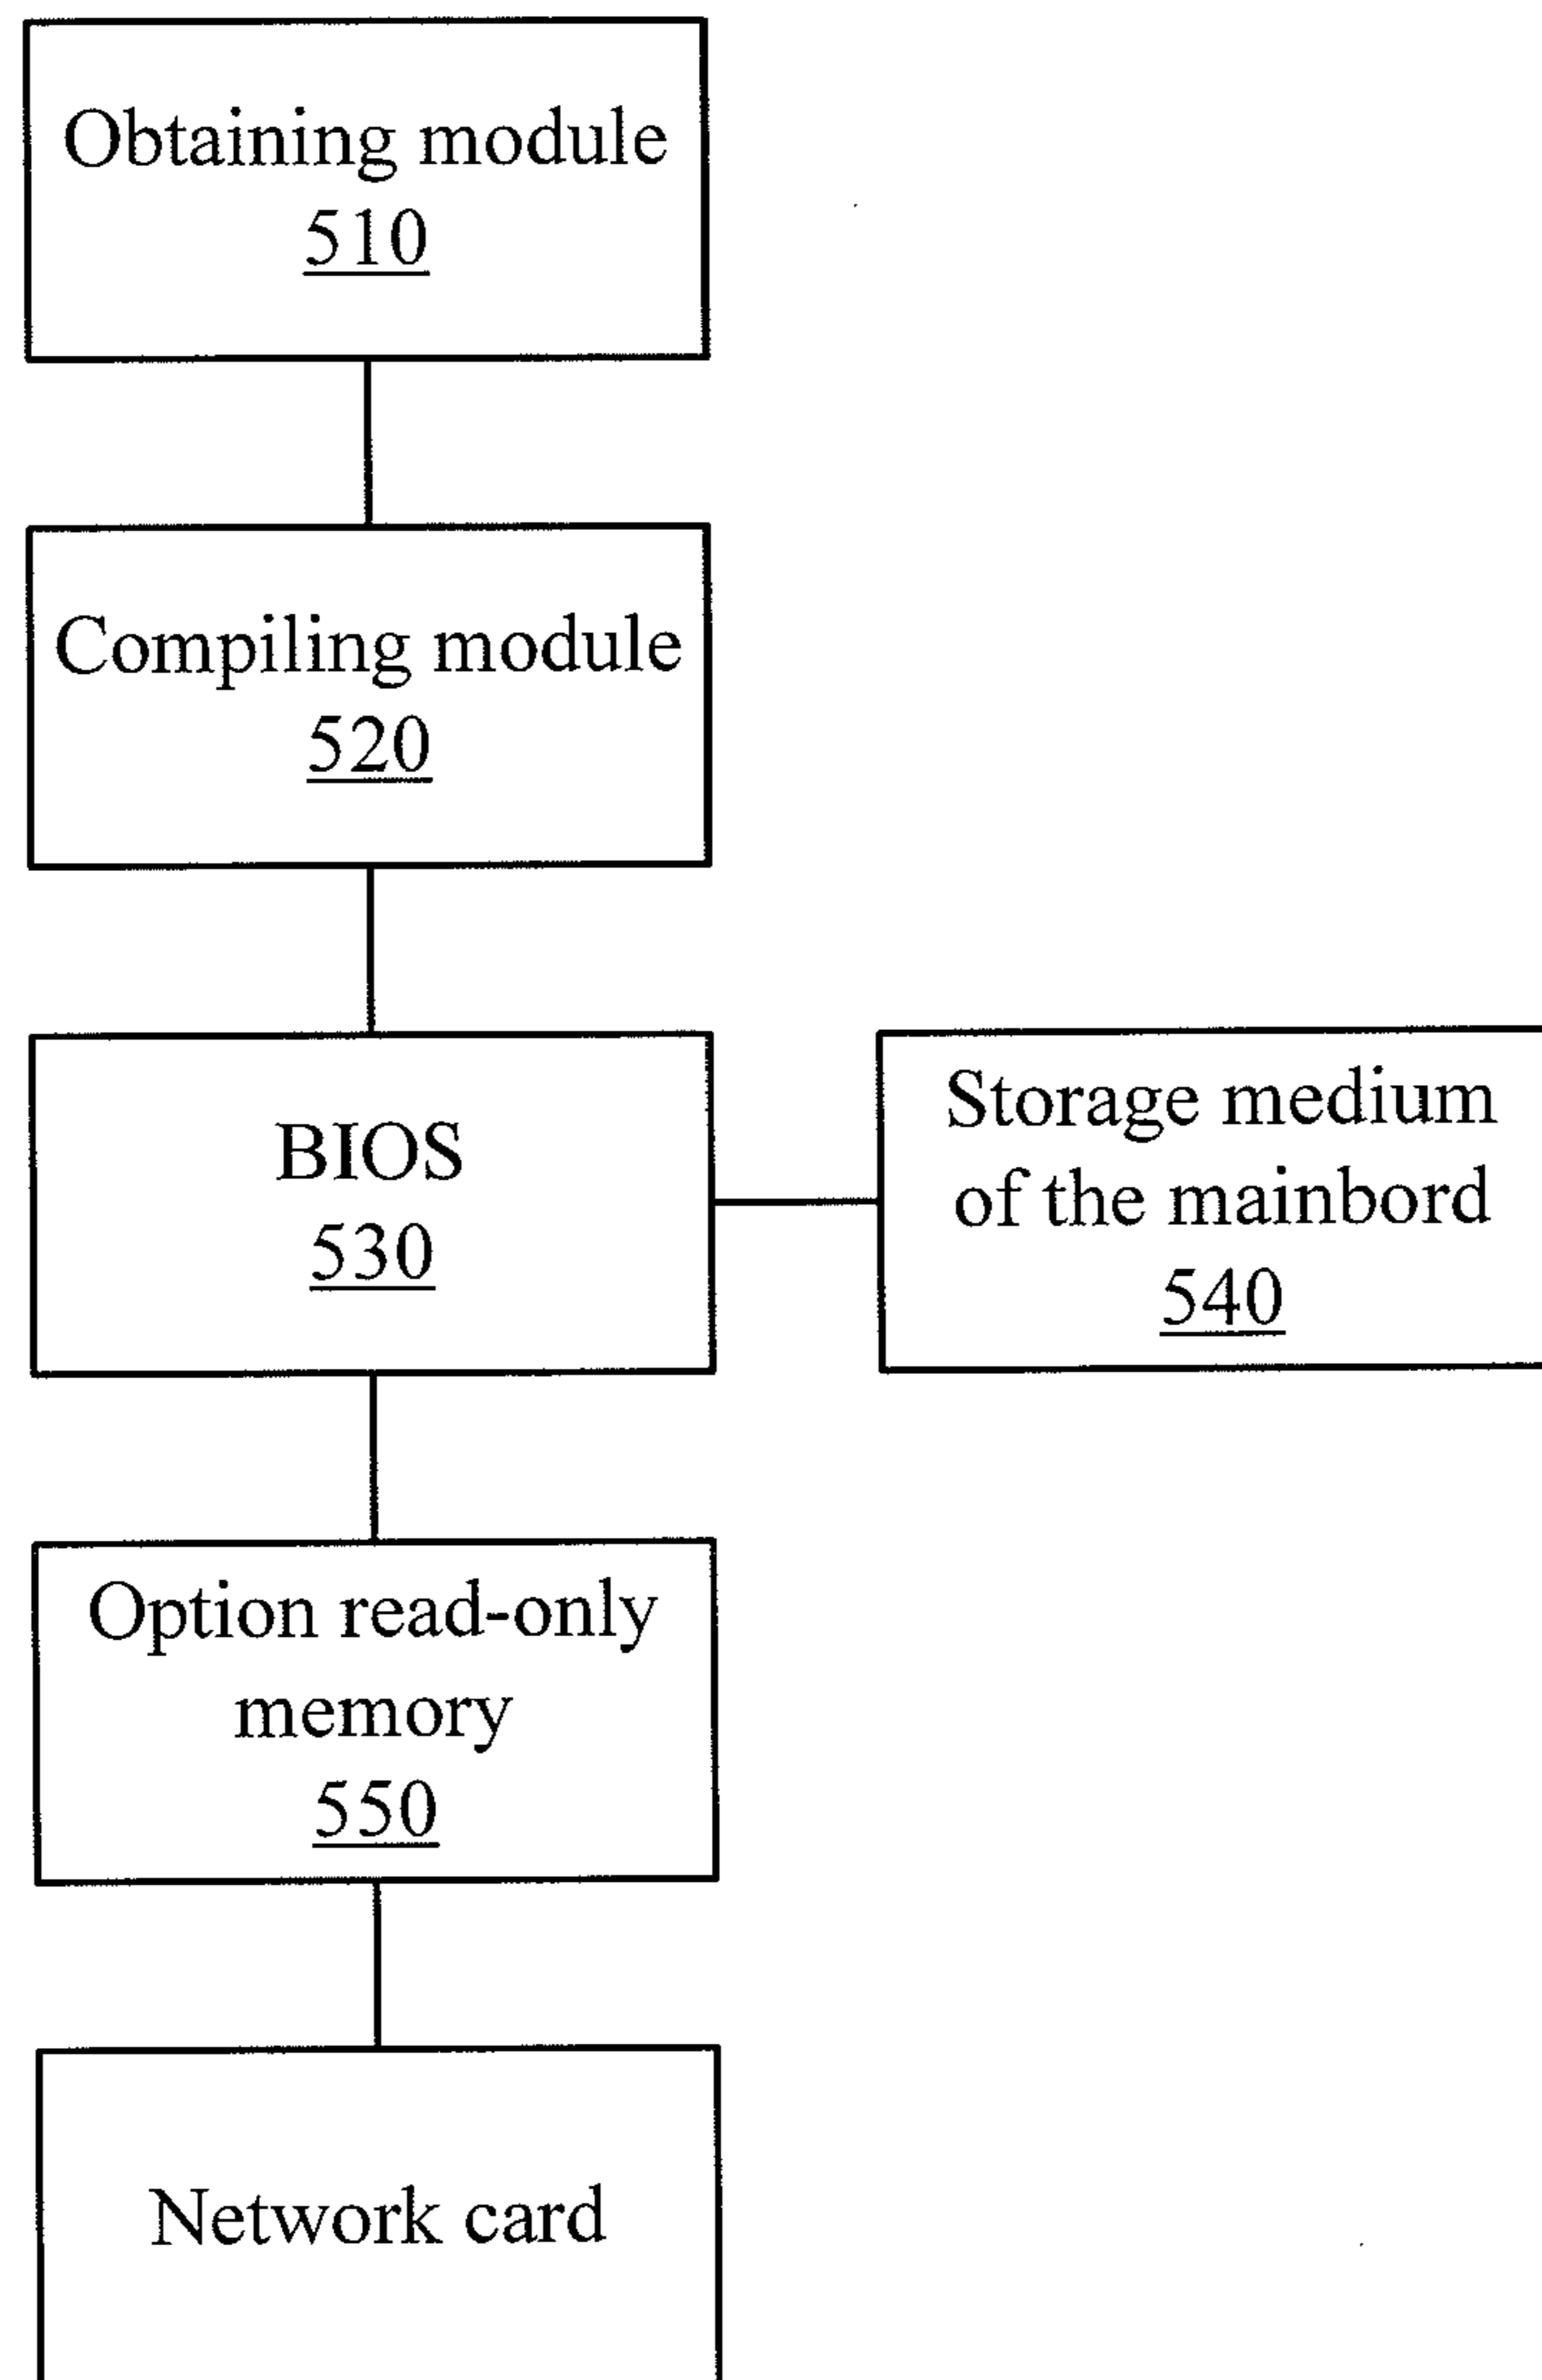 Obtaining module
510
Compiling module
520
BIOS
530
Storage medium
of the mainbord
540
Option read-only
memory
550
Network card